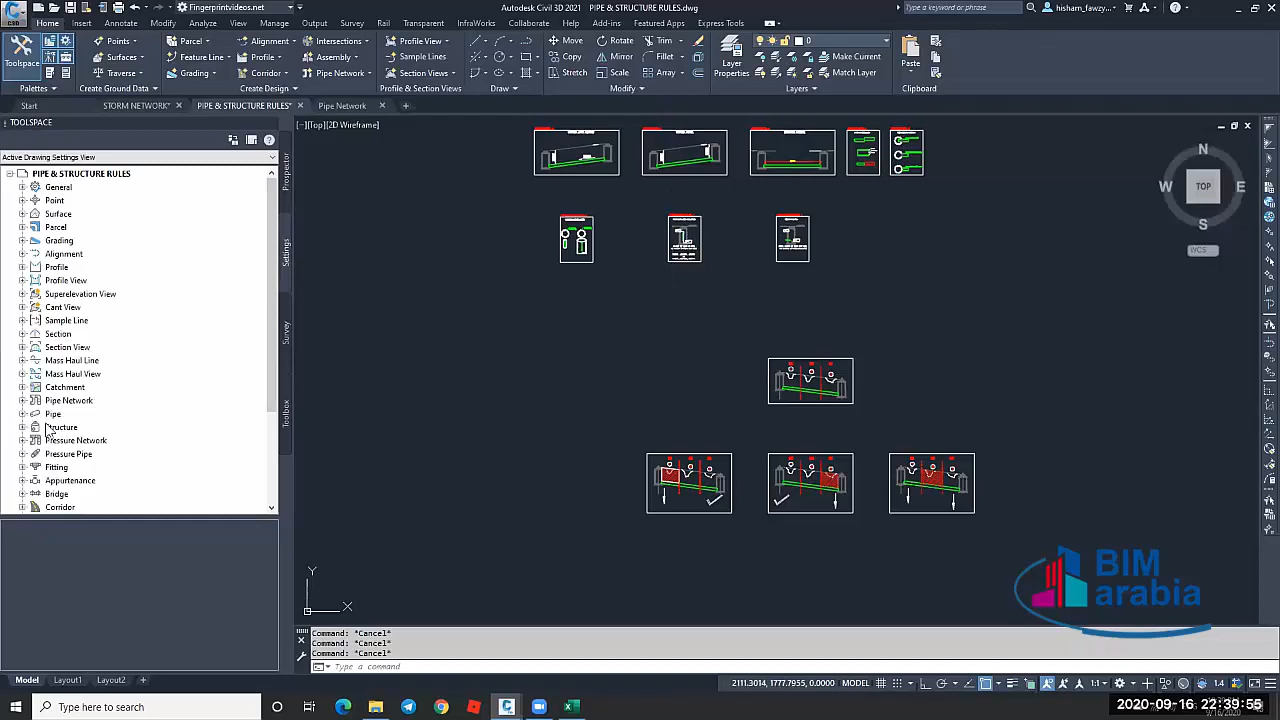 Fingerprintvideos.net
Autodesk Civil 3D 2021 PIPE & STRUCTURE RULES.dwg
Type a keyword or phrase
hisham_fawzy...
Home Insert Annotate Modify Analyze View Manage Output Survey Rail Transparent InfraWorks Collaborate Help Add-ins Featured Apps Express Tools
Toolspace
Points
Surfaces
Traverse
Parcel
Feature Line
Grading
Alignment
Profile
Corridor
Intersections
Assembly
Pipe Network
Profile View
Sample Lines
Section Views
Move
Copy
Stretch
Rotate
Mirror
Scale
Trim
Fillet
Array
Layer
Properties
0
Make Current
Match Layer
Paste
Palettes
Create Ground Data
Create Design
Profile & Section Views
Draw
Modify
Layers
Clipboard
Start
STORM NETWORK*
PIPE & STRUCTURE RULES*
Pipe Network
TOOLSPACE
[−][Top][2D Wireframe]
Active Drawing Settings View
PIPE & STRUCTURE RULES
General
Point
Surface
Parcel
Grading
Alignment
Profile
Profile View
Superelevation View
Cant View
Sample Line
Section
Section View
Mass Haul Line
Mass Haul View
Catchment
Pipe Network
Pipe
Structure
Pressure Network
Pressure Pipe
Fitting
Appurtenance
Bridge
Corridor
Prospector
Settings
Survey
Toolbox
N
W
TOP
E
S
WCS
Y
X
BIM
arabia
Command: *Cancel*
Command: *Cancel*
Command: *Cancel*
Type a command
Model
Layout1
Layout2
2111.3014, 1777.7955, 0.0000
MODEL
1:1
1:4
Type here to search
2020-09-16 22:39:55